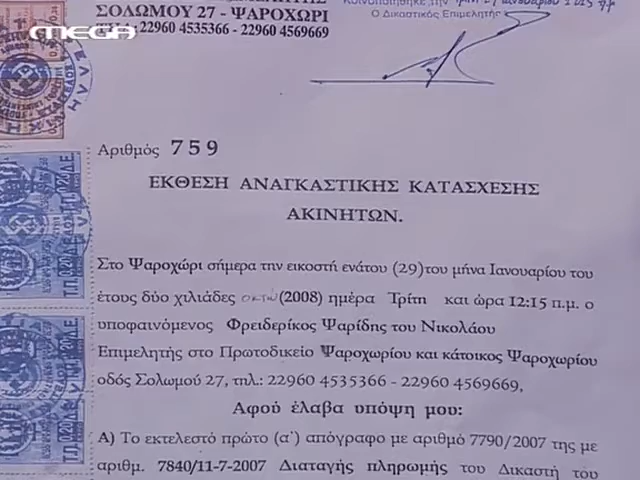 MEGA
ΣΟΛΩΜΟΥ 27 - ΨΑΡΟΧΩΡΙ
ΤΗΛ: 22960 4535366 - 22960 4569669
Κοινοποιήθηκε την
Ο Δικαστικός Επιμελητής
Αριθμός 759
ΕΚΘΕΣΗ ΑΝΑΓΚΑΣΤΙΚΗΣ ΚΑΤΑΣΧΕΣΗΣ
ΑΚΙΝΗΤΩΝ.
Στο Ψαροχώρι σήμερα την εικοστή ενάτου (29)του μήνα Ιανουαρίου του
έτους δύο χιλιάδες οκτώ (2008) ημέρα Τρίτη και ώρα 12:15 π.μ. ο
υποφαινόμενος Φρειδερίκος Ψαρίδης του Νικολάου
Επιμελητής στο Πρωτοδικείο Ψαροχωρίου και κάτοικος Ψαροχωρίου
οδός Σολωμού 27, τηλ.: 22960 4535366 - 22960 4569669,
Αφού έλαβα υπόψη μου:
Α) Το εκτελεστό πρώτο (α΄) απόγραφο με αριθμό 7790/2007 της με
αριθμ. 7840/11-7-2007 Διαταγής πληρωμής του Δικαστή του